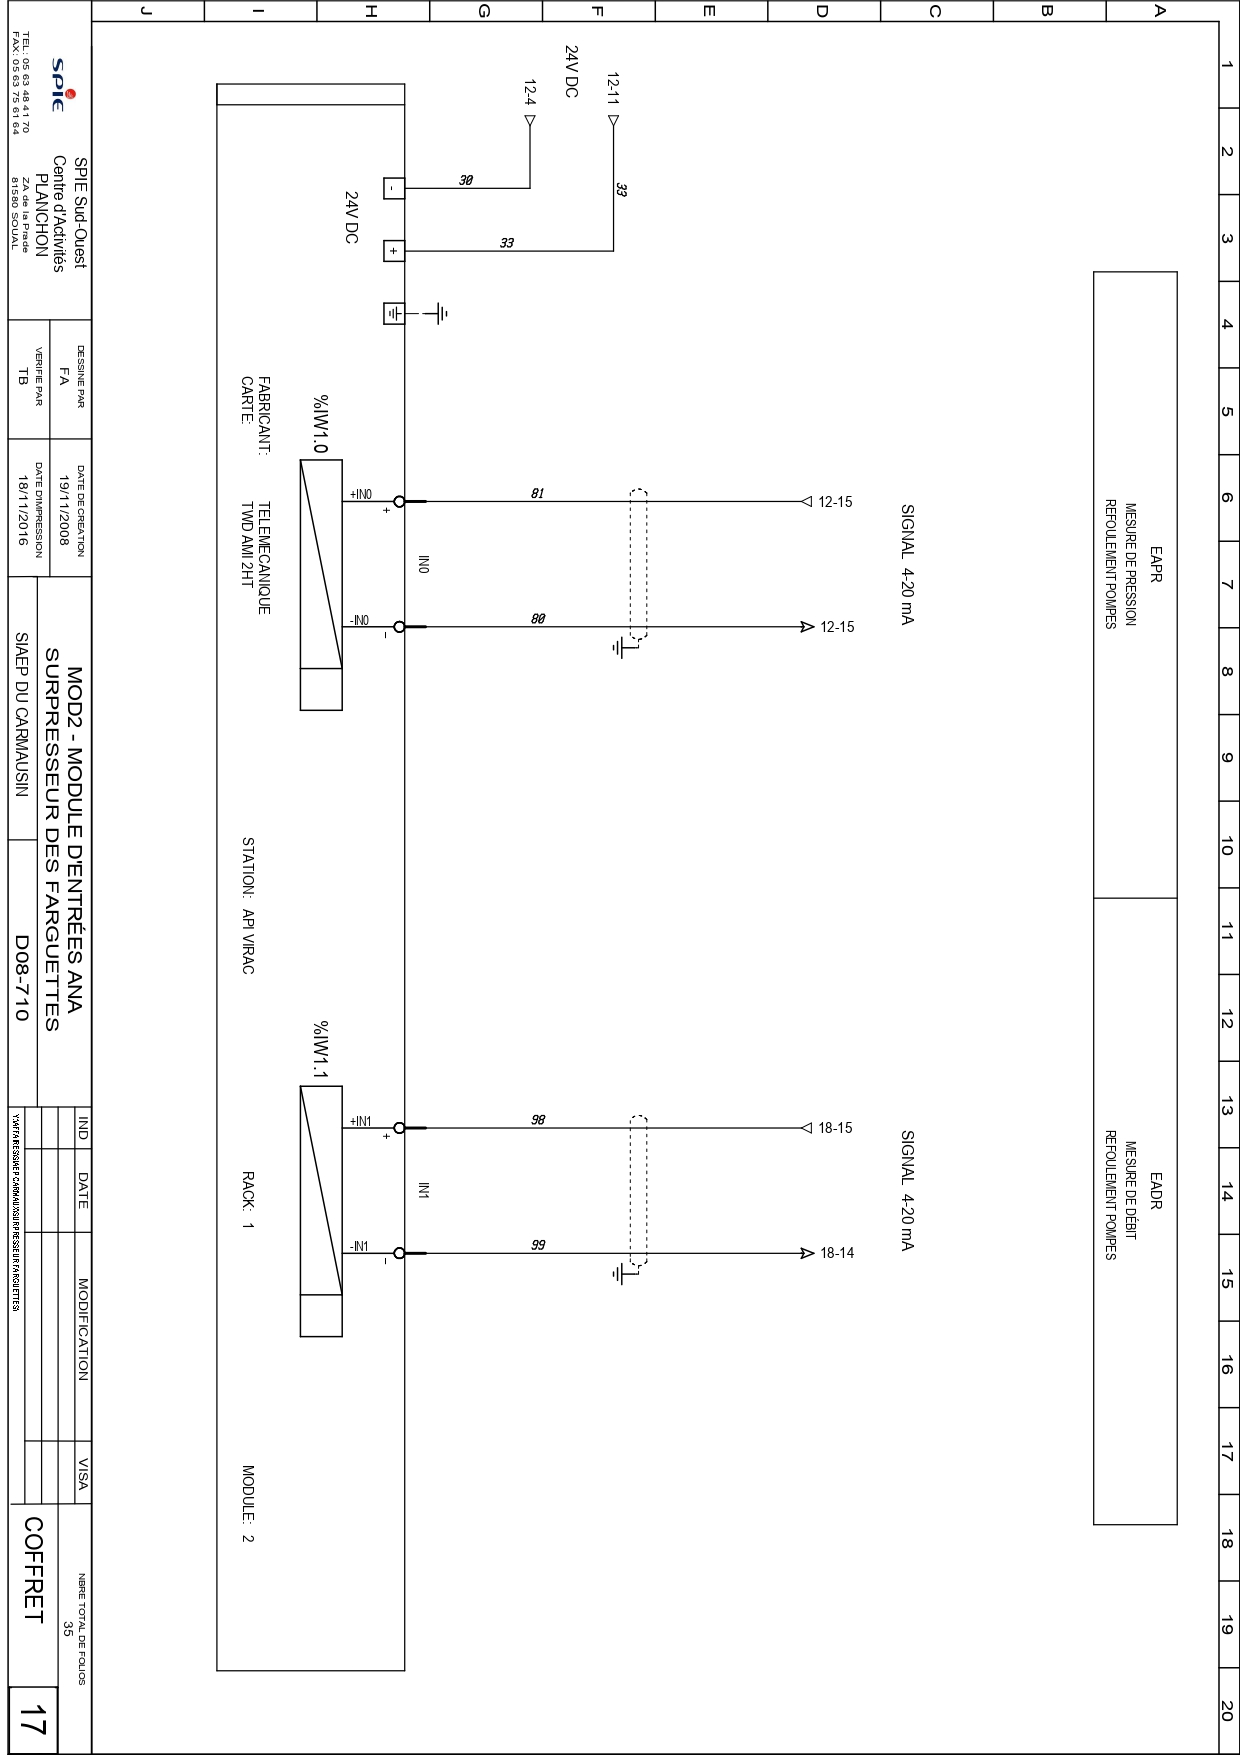 1 2 3 4 5 6 7 8 9 10 11 12 13 14 15 16 17 18 19 20
A
B
C
D
E
F
G
H
I
J
EAPR
MESURE DE PRESSION
REFOULEMENT POMPES
EADR
MESURE DE DÉBIT
REFOULEMENT POMPES
SIGNAL 4-20 mA
SIGNAL 4-20 mA
12-15
12-15
18-15
18-14
12-11
24V DC
12-4
33
33
30
81
80
98
99
IN0
IN1
- +
24V DC
+IN0
+
-IN0
-
+IN1
+
-IN1
-
%IW1.0
%IW1.1
FABRICANT: TELEMECANIQUE
CARTE: TWD AMI 2HT
STATION: API VIRAC
RACK: 1
MODULE: 2
SPIE
TEL : 05 63 48 41 70
FAX: 05 63 75 61 64
SPIE Sud-Ouest
Centre d'Activités
PLANCHON
ZA de la Prade
81580 SOUAL
DESSINE PAR
FA
VERIFIE PAR
TB
DATE DE CREATION
19/11/2008
DATE D'IMPRESSION
18/11/2016
MOD2 - MODULE D'ENTRÉES ANA
SURPRESSEUR DES FARGUETTES
SIAEP DU CARMAUSIN
D08-710
IND DATE MODIFICATION VISA
NBRE TOTAL DE FOLIOS
35
COFFRET
17